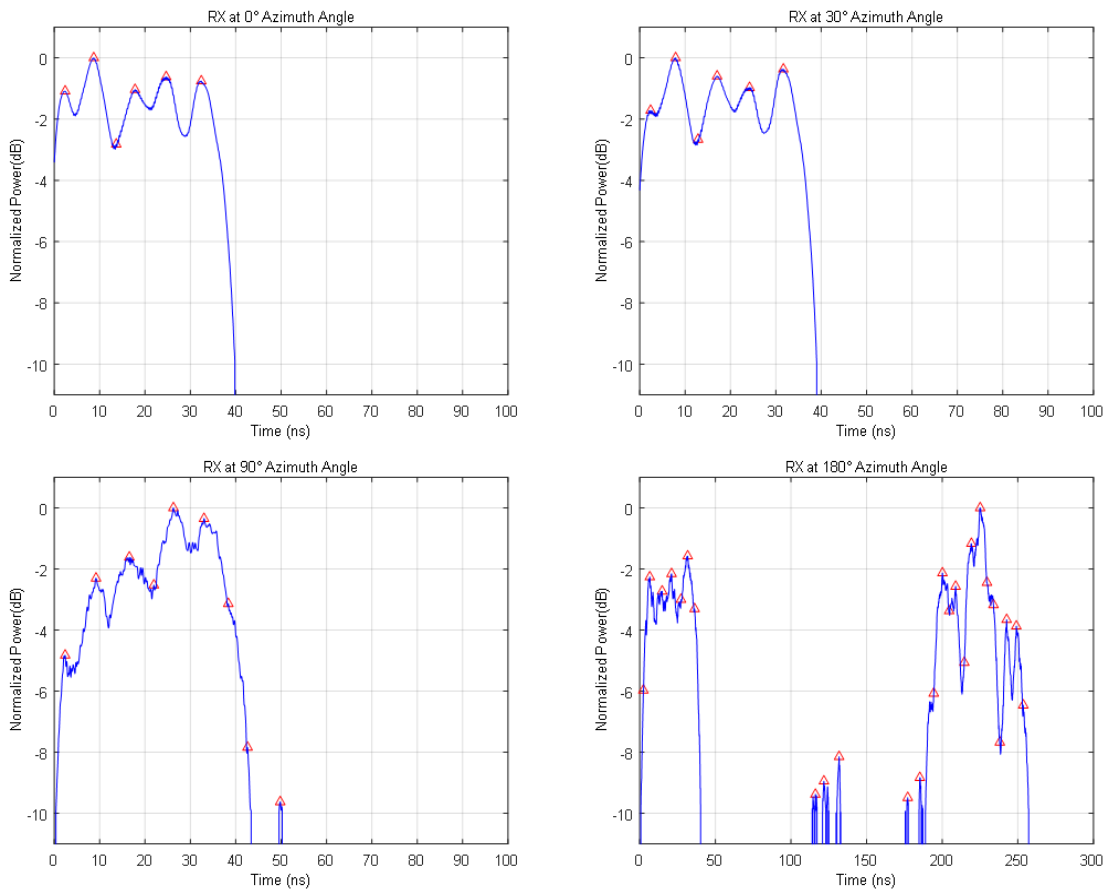 RX at 0° Azimuth Angle
Normalized Power(dB)
0
-2
-4
-6
-8
-10
0 10 20 30 40 50 60 70 80 90 100
Time (ns)
RX at 30° Azimuth Angle
Normalized Power(dB)
0
-2
-4
-6
-8
-10
0 10 20 30 40 50 60 70 80 90 100
Time (ns)
RX at 90° Azimuth Angle
Normalized Power(dB)
0
-2
-4
-6
-8
-10
0 10 20 30 40 50 60 70 80 90 100
Time (ns)
RX at 180° Azimuth Angle
Normalized Power(dB)
0
-2
-4
-6
-8
-10
0 50 100 150 200 250 300
Time (ns)